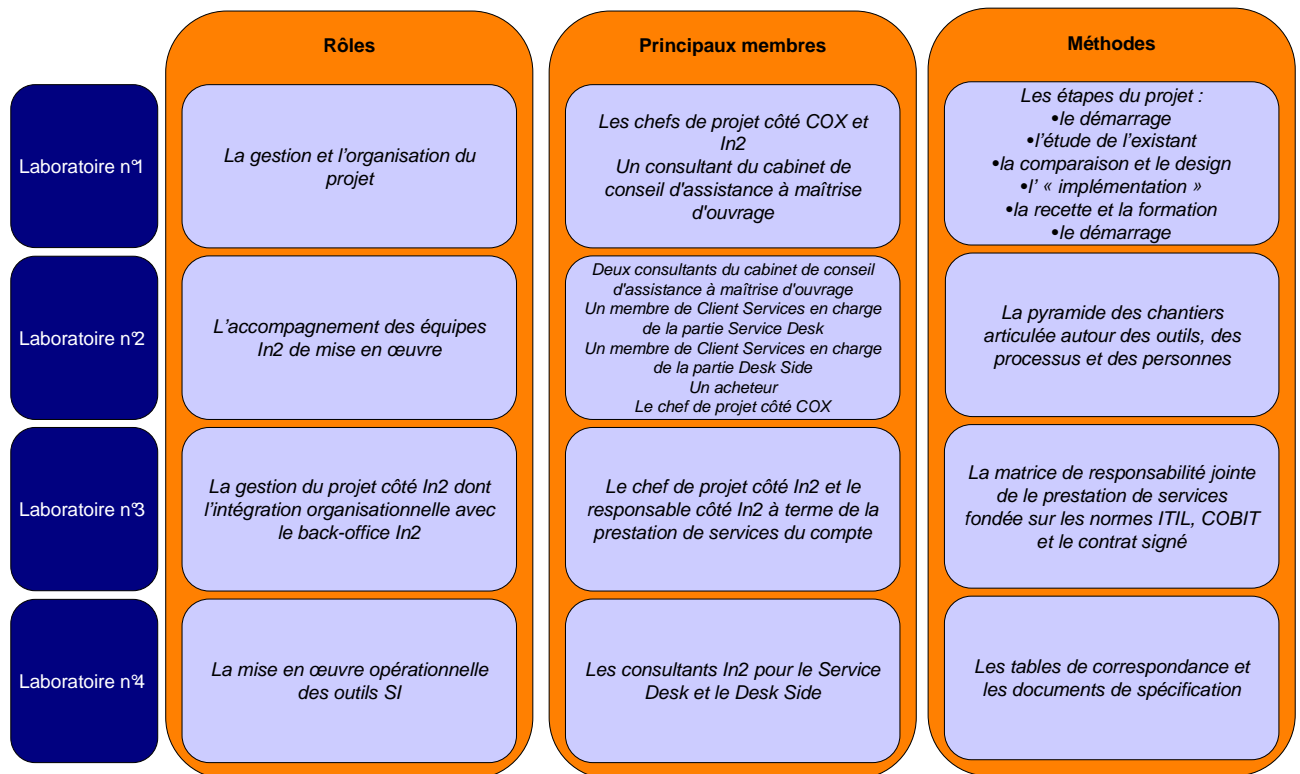 Rôles
Principaux membres
Méthodes
Laboratoire n°1
La gestion et l'organisation du
projet
Les chefs de projet côté COX et
In2
Un consultant du cabinet de
conseil d'assistance à maîtrise
d'ouvrage
Les étapes du projet :
•le démarrage
•l'étude de l'existant
•la comparaison et le design
•l' « implémentation »
•la recette et la formation
•le démarrage
Laboratoire n°2
L'accompagnement des équipes
In2 de mise en œuvre
Deux consultants du cabinet de conseil
d'assistance à maîtrise d'ouvrage
Un membre de Client Services en charge
de la partie Service Desk
Un membre de Client Services en charge
de la partie Desk Side
Un acheteur
Le chef de projet côté COX
La pyramide des chantiers
articulée autour des outils, des
processus et des personnes
Laboratoire n°3
La gestion du projet côté In2 dont
l'intégration organisationnelle avec
le back-office In2
Le chef de projet côté In2 et le
responsable côté In2 à terme de la
prestation de services du compte
La matrice de responsabilité jointe
de le prestation de services
fondée sur les normes ITIL, COBIT
et le contrat signé
Laboratoire n°4
La mise en œuvre opérationnelle
des outils SI
Les consultants In2 pour le Service
Desk et le Desk Side
Les tables de correspondance et
les documents de spécification